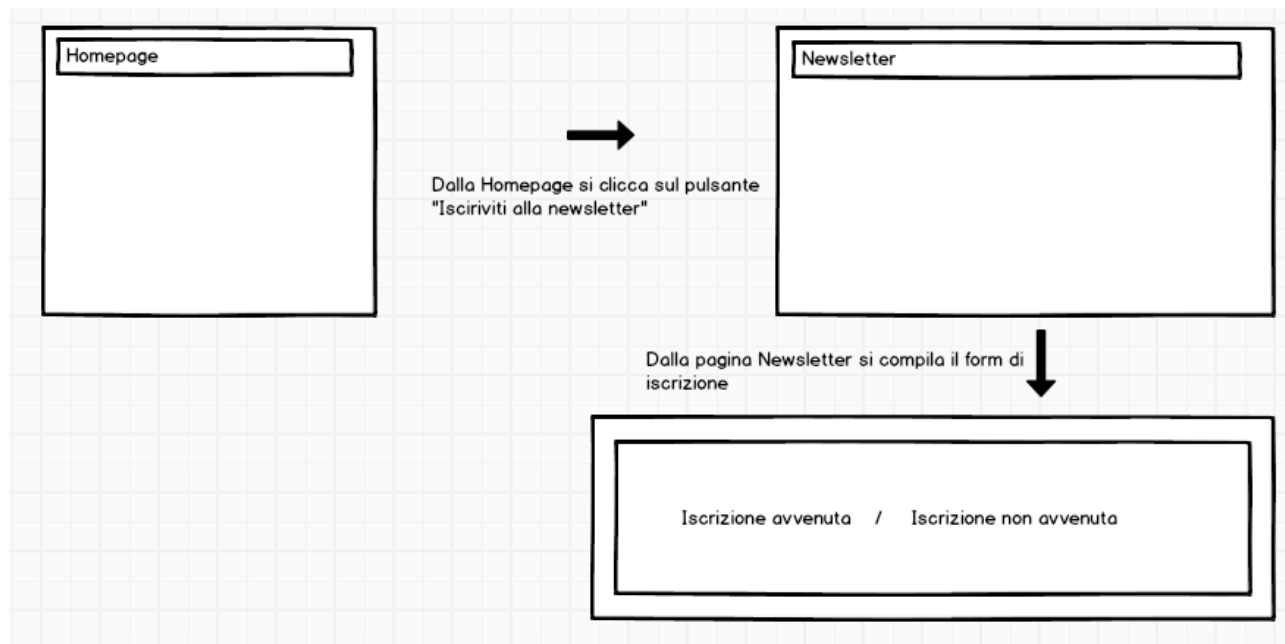 Homepage
Newsletter
Dalla Homepage si clicca sul pulsante
"Isciriviti alla newsletter"
Dalla pagina Newsletter si compila il form di
iscrizione
Iscrizione avvenuta / Iscrizione non avvenuta